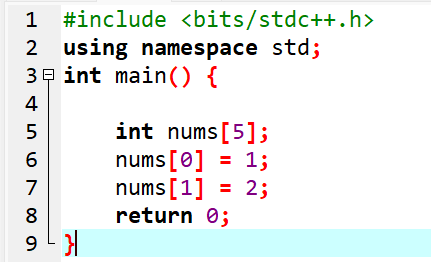 1 #include <bits/stdc++.h>
2 using namespace std;
3 int main() {
4
5     int nums[5];
6     nums[0] = 1;
7     nums[1] = 2;
8     return 0;
9 }